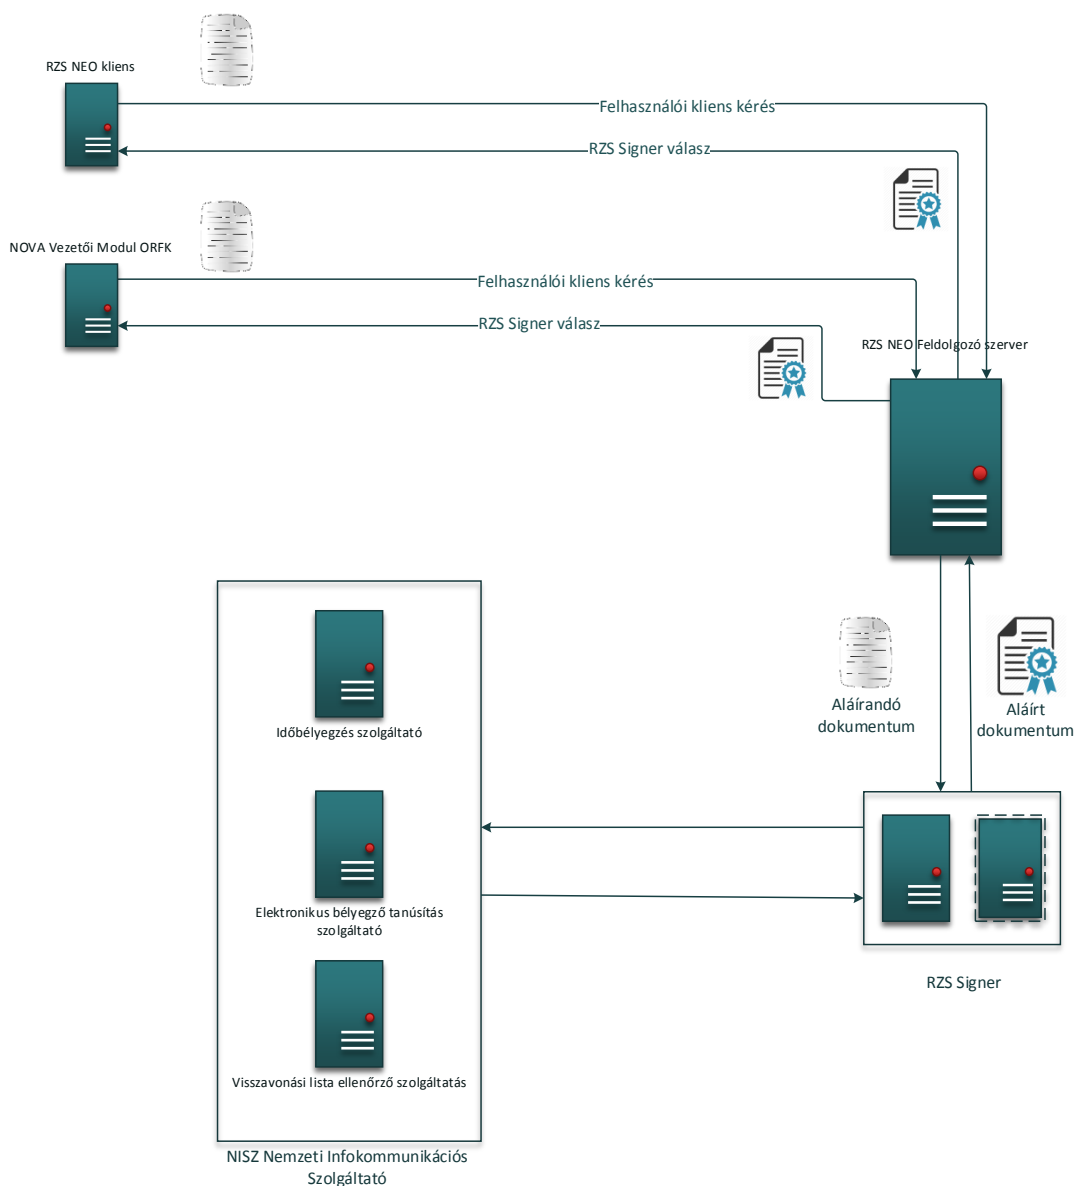 RZS NEO kliens
Felhasználói kliens kérés
RZS Signer válasz
NOVA Vezetői Modul ORFK
Felhasználói kliens kérés
RZS Signer válasz
RZS NEO Feldolgozó szerver
Aláírandó
dokumentum
Aláírt
dokumentum
Időbélyegzés szolgáltató
Elektronikus bélyegző tanúsítás
szolgáltató
Visszavonási lista ellenőrző szolgáltatás
RZS Signer
NISZ Nemzeti Infokommunikációs
Szolgáltató